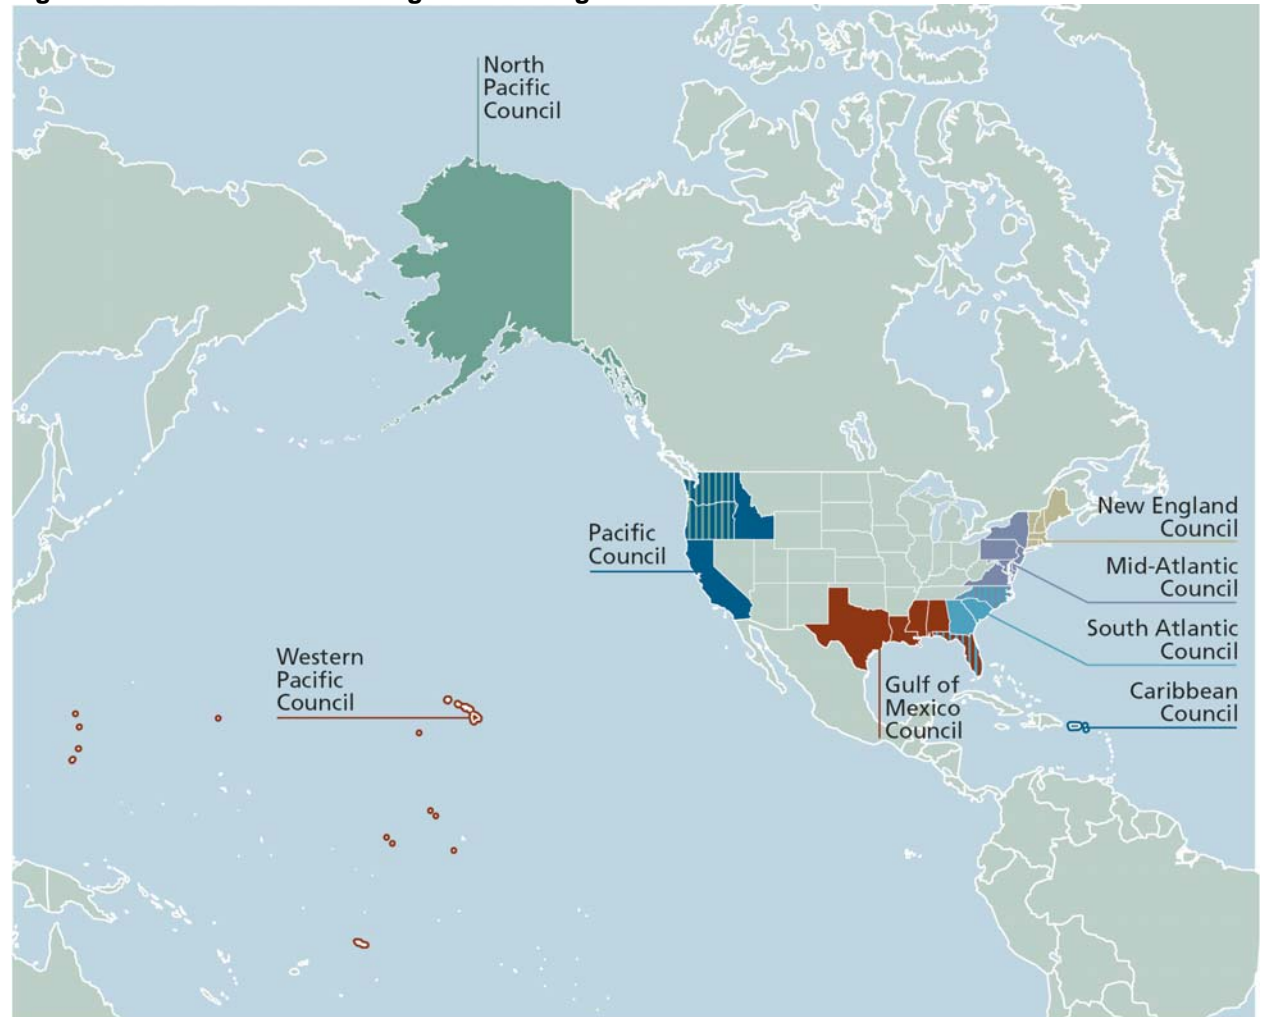 North
Pacific
Council
New England
Council
Pacific
Council
Mid-Atlantic
Council
South Atlantic
Council
Western
Pacific
Council
Gulf of
Mexico
Council
Caribbean
Council